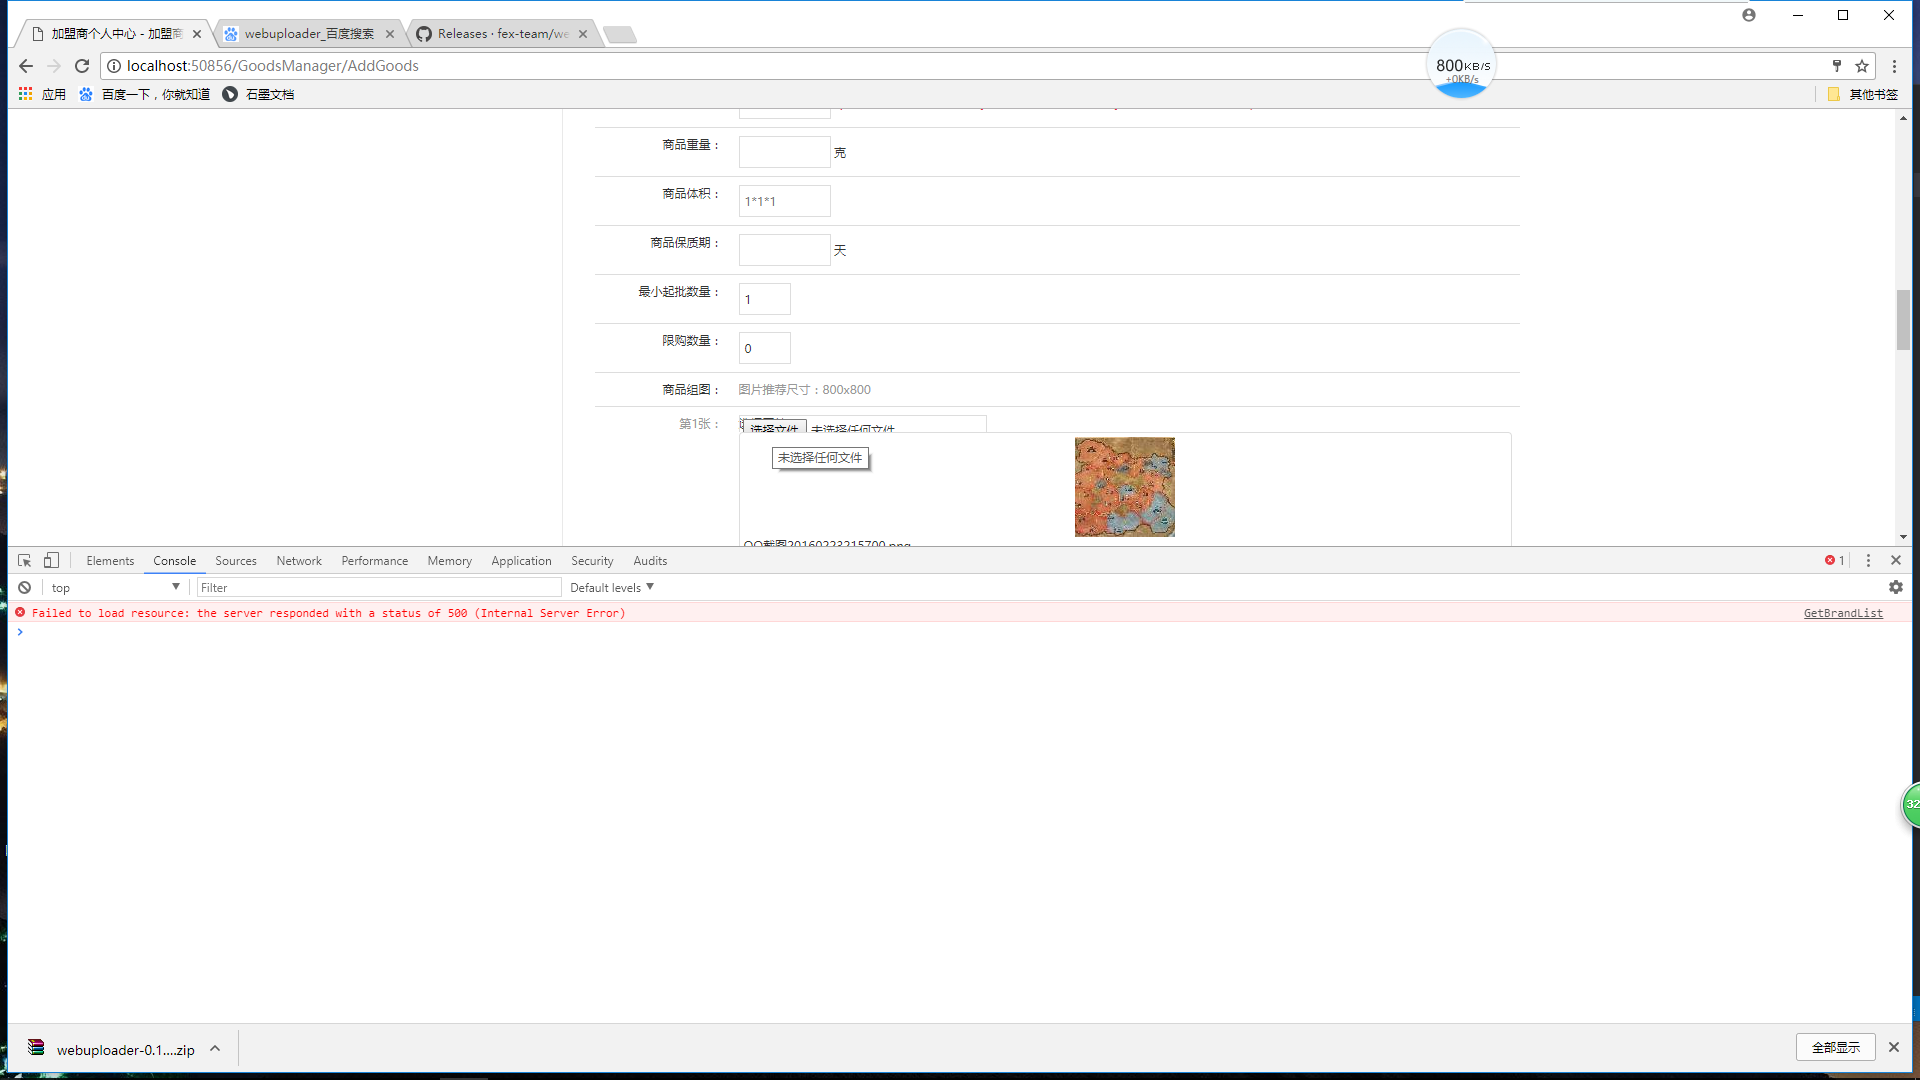 加盟商个人中心 - 加盟商
webuploader_百度搜索
Releases · fex-team/we
localhost:50856/GoodsManager/AddGoods
800KB/S
+0KB/s
应用
百度一下，你就知道
石墨文档
其他书签
商品重量：
克
商品体积：
1*1*1
商品保质期：
天
最小起批数量：
1
限购数量：
0
商品组图：
图片推荐尺寸：800x800
第1张：
选择文件
未选择任何文件
未选择任何文件
QQ截图20160223215700.png
Elements
Console
Sources
Network
Performance
Memory
Application
Security
Audits
1
top
Filter
Default levels
Failed to load resource: the server responded with a status of 500 (Internal Server Error)
GetBrandList
32
webuploader-0.1....zip
全部显示